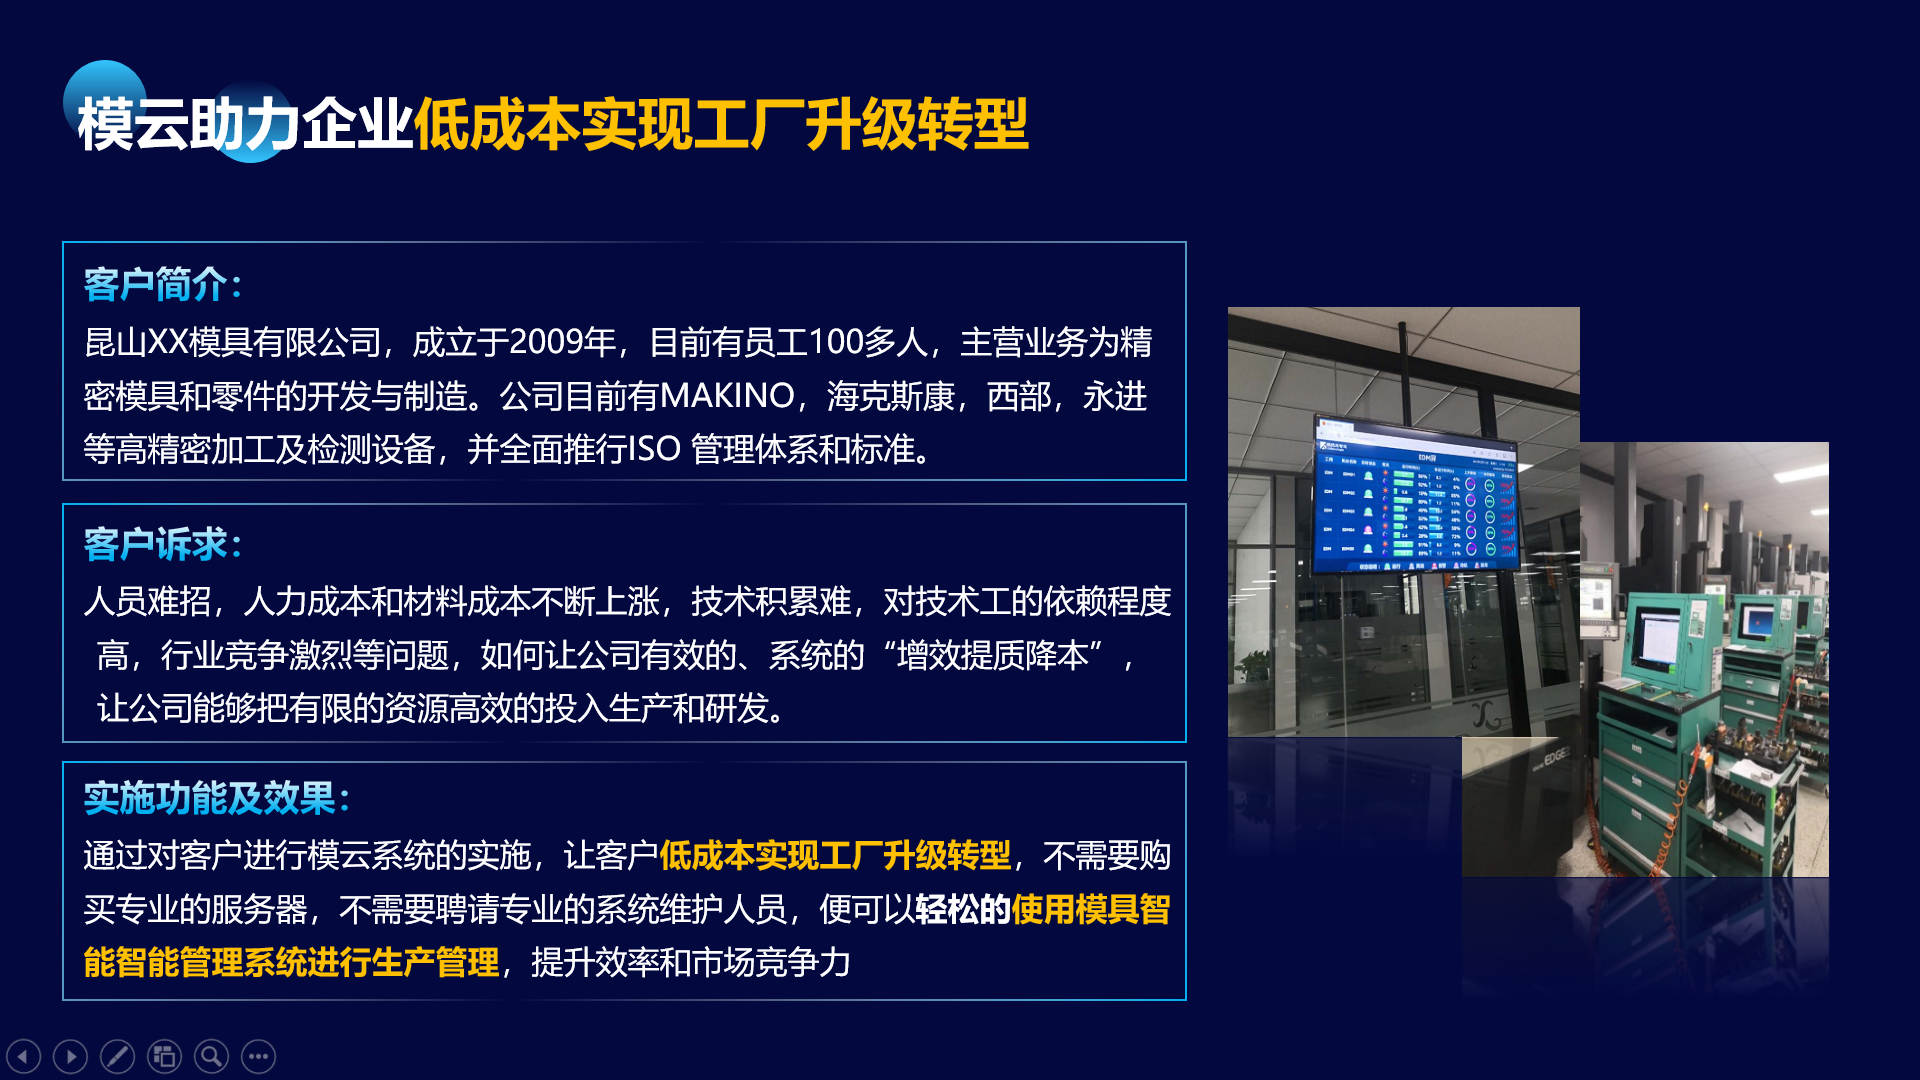 模云助力企业低成本实现工厂升级转型
客户简介：
昆山XX模具有限公司，成立于2009年，目前有员工100多人，主营业务为精
密模具和零件的开发与制造。公司目前有MAKINO，海克斯康，西部，永进
等高精密加工及检测设备，并全面推行ISO 管理体系和标准。
客户诉求：
人员难招，人力成本和材料成本不断上涨，技术积累难，对技术工的依赖程度
高，行业竞争激烈等问题，如何让公司有效的、系统的“增效提质降本”，
让公司能够把有限的资源高效的投入生产和研发。
实施功能及效果：
通过对客户进行模云系统的实施，让客户低成本实现工厂升级转型，不需要购
买专业的服务器，不需要聘请专业的系统维护人员，便可以轻松的使用模具智
能智能管理系统进行生产管理，提升效率和市场竞争力
EDM屏
EDGE